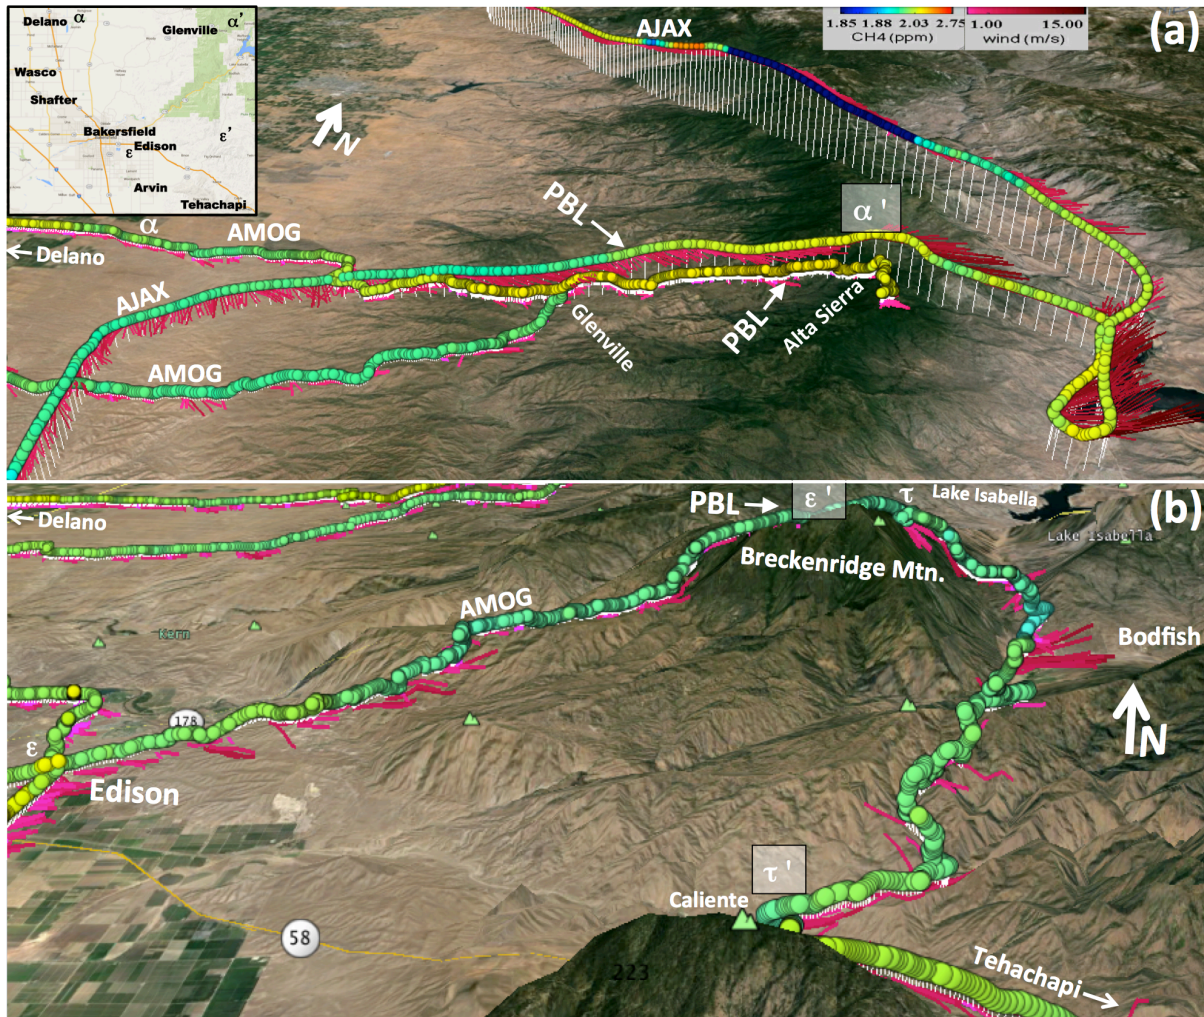 (a)
AJAX
1.85 1.88 2.03 2.75
CH4 (ppm)
1.00 15.00
wind (m/s)
Delano α
α'
Glenville
Wasco
Shafter
Bakersfield
ε'
Edison
ε
Arvin
Tehachapi
N
α
AMOG
← Delano
PBL
α'
AJAX
AMOG
Glenville
PBL
Alta Sierra
(b)
← Delano
PBL
ε'
τ
Lake Isabella
Lake Isabella
Breckenridge Mtn.
AMOG
Kern
Bodfish
178
N
ε
Edison
τ'
Caliente
58
223
Tehachapi